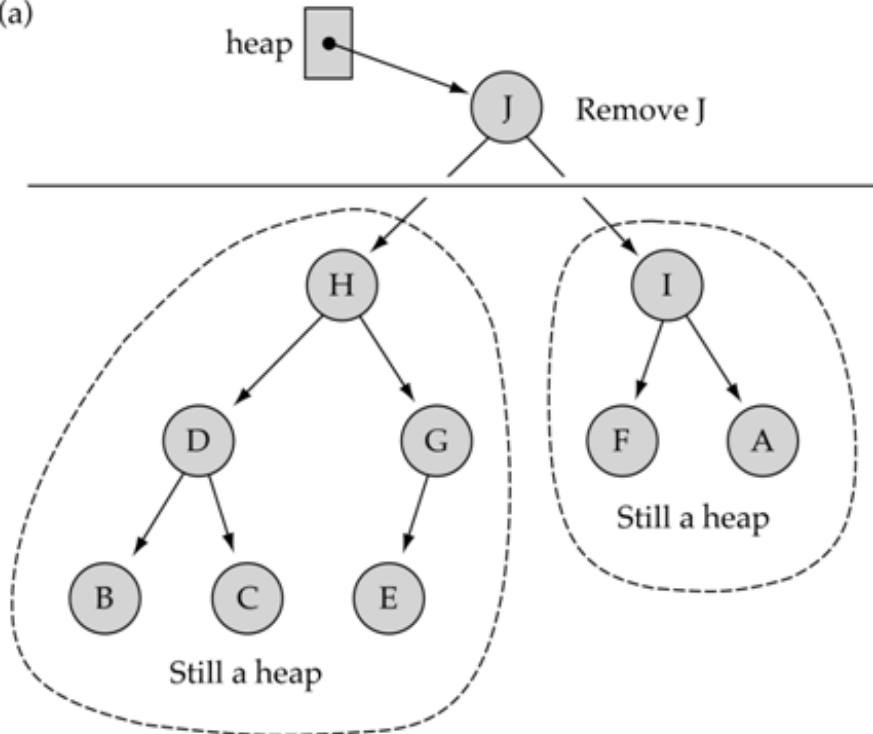 (a)
heap
J Remove J
H I
D G F A
Still a heap
B C E
Still a heap